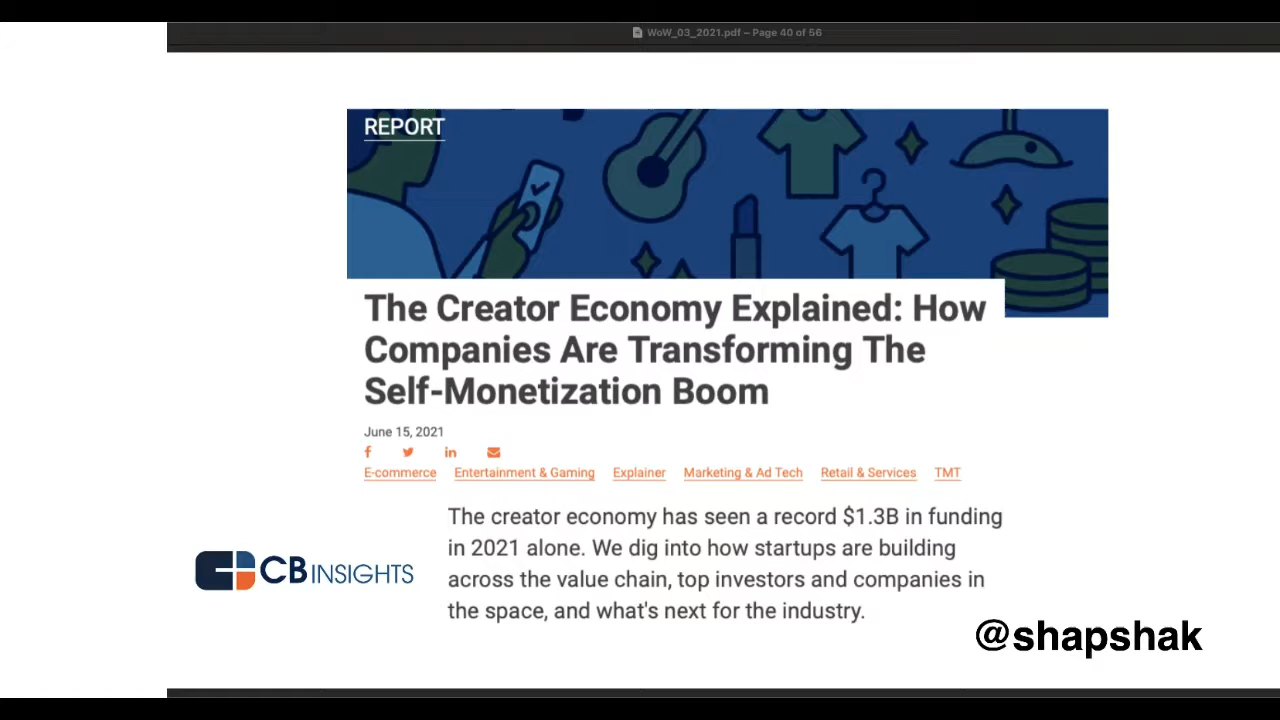 WoW_03_2021.pdf – Page 40 of 56
REPORT
The Creator Economy Explained: How
Companies Are Transforming The
Self-Monetization Boom
June 15, 2021
E-commerce Entertainment & Gaming Explainer Marketing & Ad Tech Retail & Services TMT
The creator economy has seen a record $1.3B in funding
in 2021 alone. We dig into how startups are building
across the value chain, top investors and companies in
the space, and what's next for the industry.
CBINSIGHTS
@shapshak